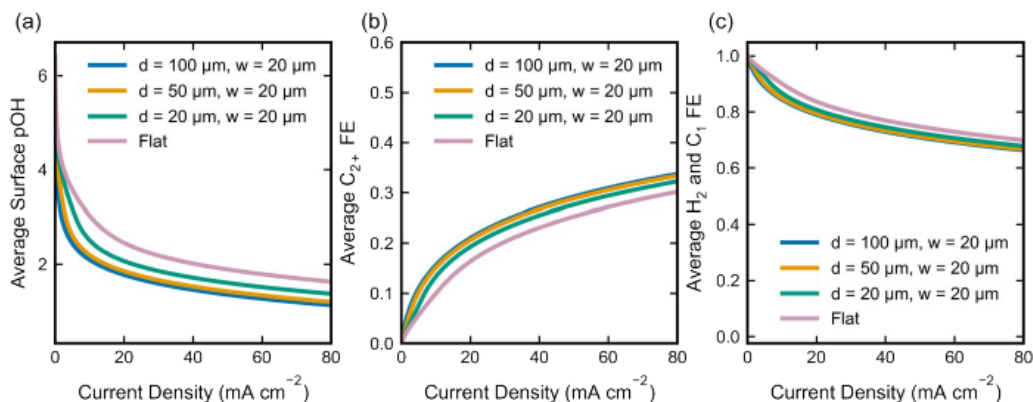 (a)
Average Surface pOH
6
4
2
d = 100 µm, w = 20 µm
d = 50 µm, w = 20 µm
d = 20 µm, w = 20 µm
Flat
0 20 40 60 80
Current Density (mA cm⁻²)
(b)
Average C₂₊ FE
0.6
0.5
0.4
0.3
0.2
0.1
0.0
d = 100 µm, w = 20 µm
d = 50 µm, w = 20 µm
d = 20 µm, w = 20 µm
Flat
0 20 40 60 80
Current Density (mA cm⁻²)
(c)
Average H₂ and C₁ FE
1.0
0.8
0.6
0.4
0.2
0.0
d = 100 µm, w = 20 µm
d = 50 µm, w = 20 µm
d = 20 µm, w = 20 µm
Flat
0 20 40 60 80
Current Density (mA cm⁻²)